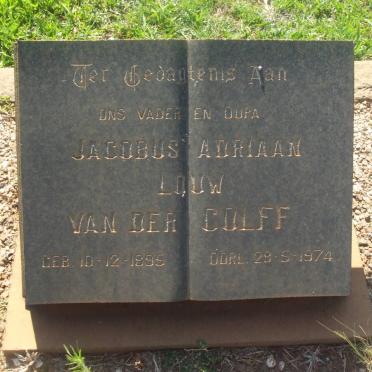 Ter Gedagtenis Aan
ONS VADER EN OUPA
JACOBUS ADRIAAN
LOUW
VAN DER COLFF
GEB. 10-12-1895 OORL. 28-5-1974